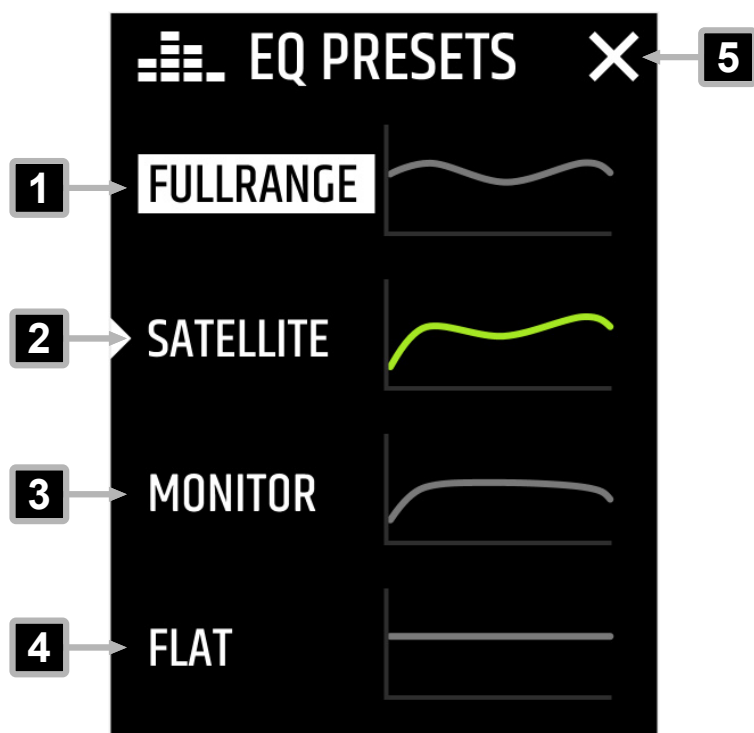 EQ PRESETS
5
1 FULLRANGE
2 SATELLITE
3 MONITOR
4 FLAT